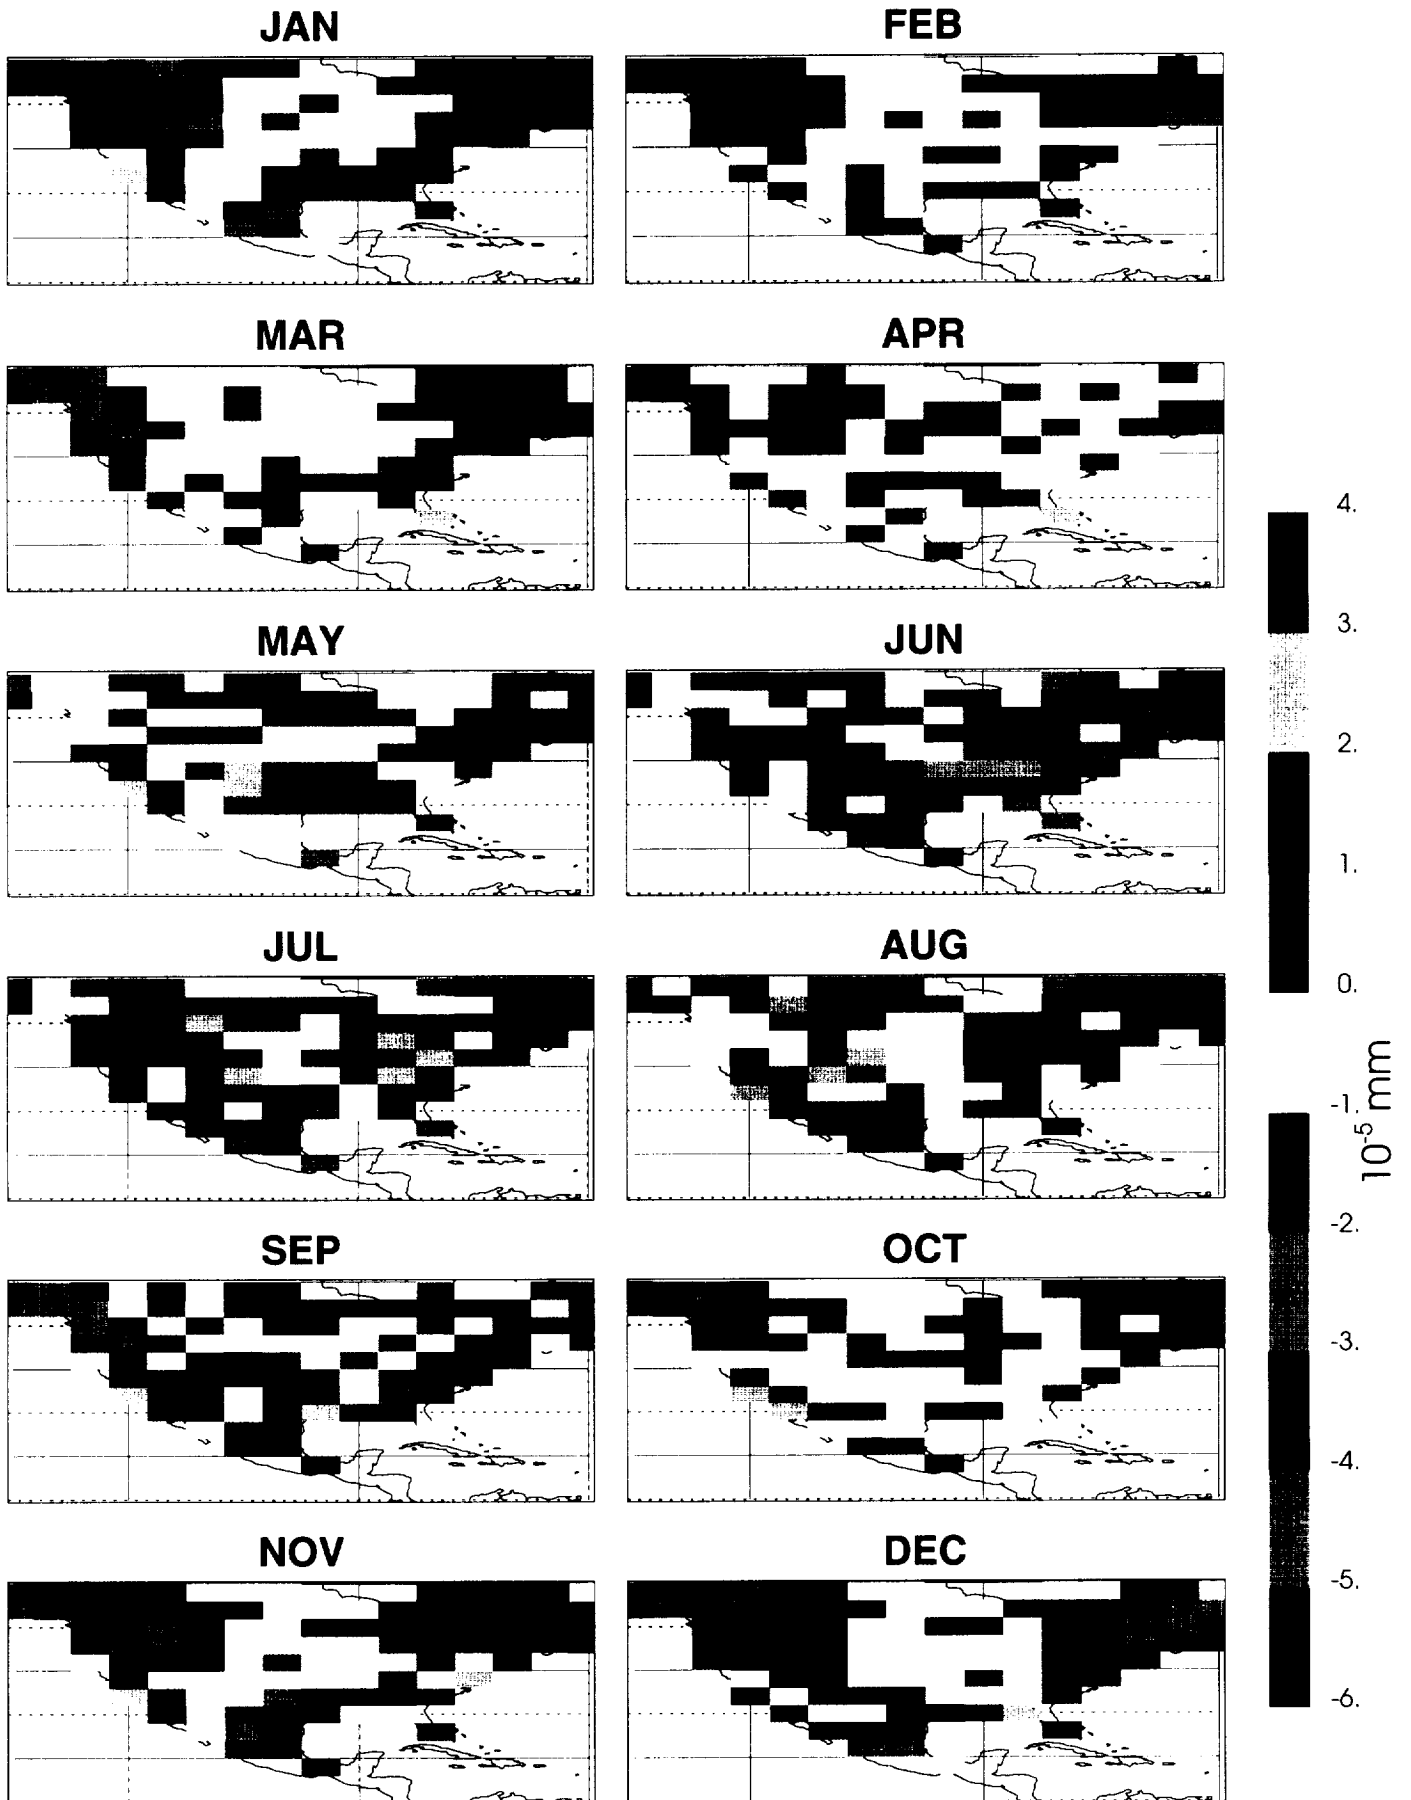 JAN FEB
MAR APR
MAY JUN
JUL AUG
SEP OCT
NOV DEC
4.
3.
2.
1.
0.
-1.
-2.
-3.
-4.
-5.
-6.
10-5 mm